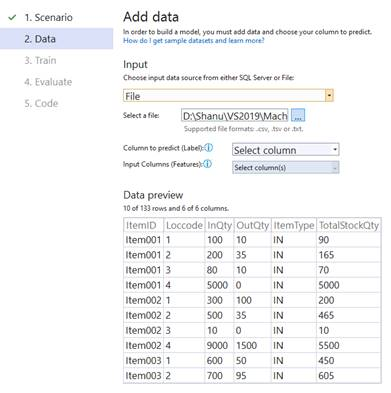 1. Scenario
2. Data
3. Train
4. Evaluate
5. Code
Add data
In order to build a model, you must add data and choose your column to predict.
How do I get sample datasets and learn more?
Input
Choose input data source from either SQL Server or File:
File
Select a file: D:\Shanu\VS2019\Mach ...
Supported file formats: .csv, .tsv or .txt.
Column to predict (Label): Select column
Input Columns (Features): Select column(s)
Data preview
10 of 133 rows and 6 of 6 columns.
ItemID Loccode InQty OutQty ItemType TotalStockQty
Item001 1 100 10 IN 90
Item001 2 200 35 IN 165
Item001 3 80 10 IN 70
Item001 4 5000 0 IN 5000
Item002 1 300 100 IN 200
Item002 2 500 35 IN 465
Item002 3 10 0 IN 10
Item002 4 9000 1500 IN 5500
Item003 1 600 50 IN 450
Item003 2 700 95 IN 605